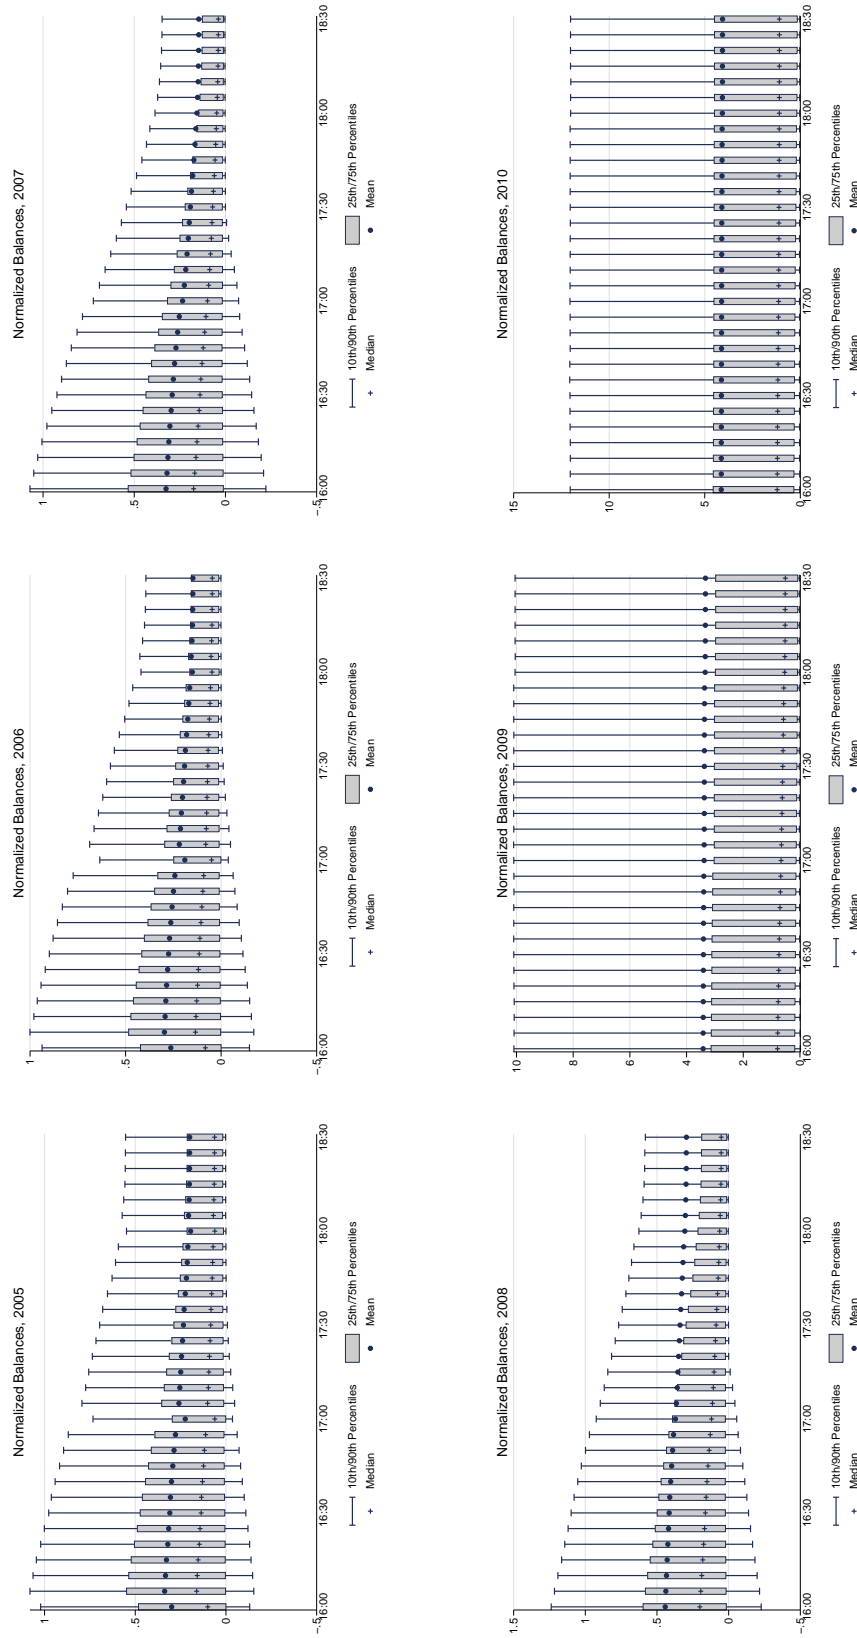 Normalized Balances, 2005
1
.5
0
-.5
16:00 16:30 17:00 17:30 18:00 18:30
10th/90th Percentiles 25th/75th Percentiles
Median Mean
Normalized Balances, 2006
1
.5
0
-.5
16:00 16:30 17:00 17:30 18:00 18:30
10th/90th Percentiles 25th/75th Percentiles
Median Mean
Normalized Balances, 2007
1
.5
0
-.5
16:00 16:30 17:00 17:30 18:00 18:30
10th/90th Percentiles 25th/75th Percentiles
Median Mean
Normalized Balances, 2008
1.5
1
.5
0
-.5
16:00 16:30 17:00 17:30 18:00 18:30
10th/90th Percentiles 25th/75th Percentiles
Median Mean
Normalized Balances, 2009
10
8
6
4
2
0
16:00 16:30 17:00 17:30 18:00 18:30
10th/90th Percentiles 25th/75th Percentiles
Median Mean
Normalized Balances, 2010
15
10
5
0
16:00 16:30 17:00 17:30 18:00 18:30
10th/90th Percentiles 25th/75th Percentiles
Median Mean